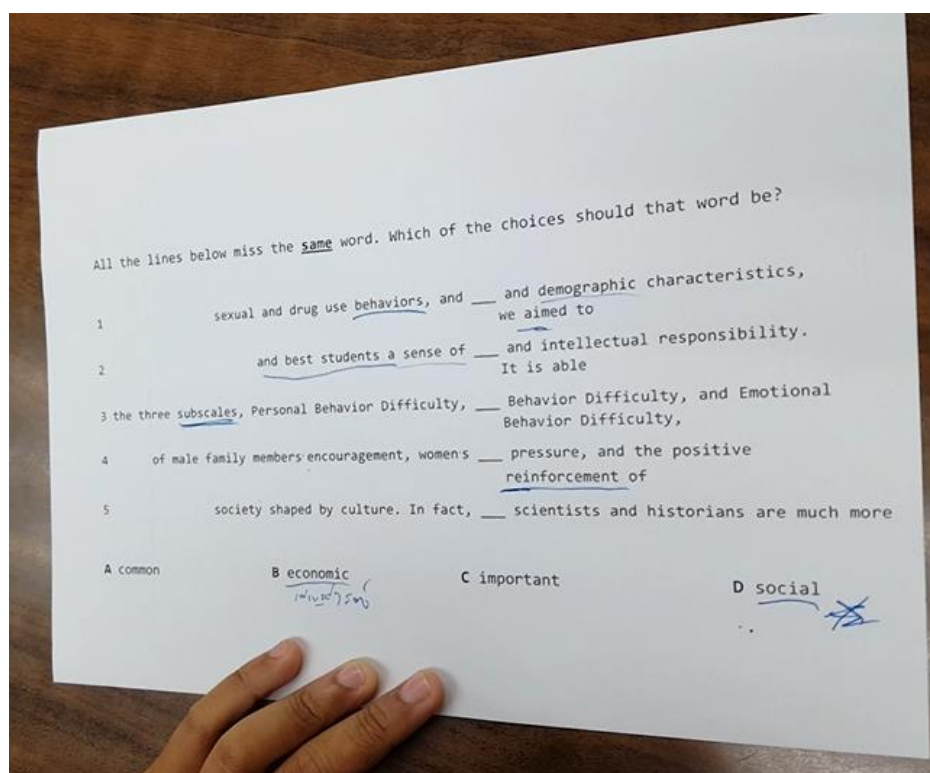 All the lines below miss the same word. Which of the choices should that word be?
1 sexual and drug use behaviors, and ___ and demographic characteristics,
we aimed to
2 and best students a sense of ___ and intellectual responsibility.
It is able
3 the three subscales, Personal Behavior Difficulty, ___ Behavior Difficulty, and Emotional
Behavior Difficulty,
4 of male family members encouragement, women s ___ pressure, and the positive
reinforcement of
5 society shaped by culture. In fact, ___ scientists and historians are much more
A common B economic C important D social